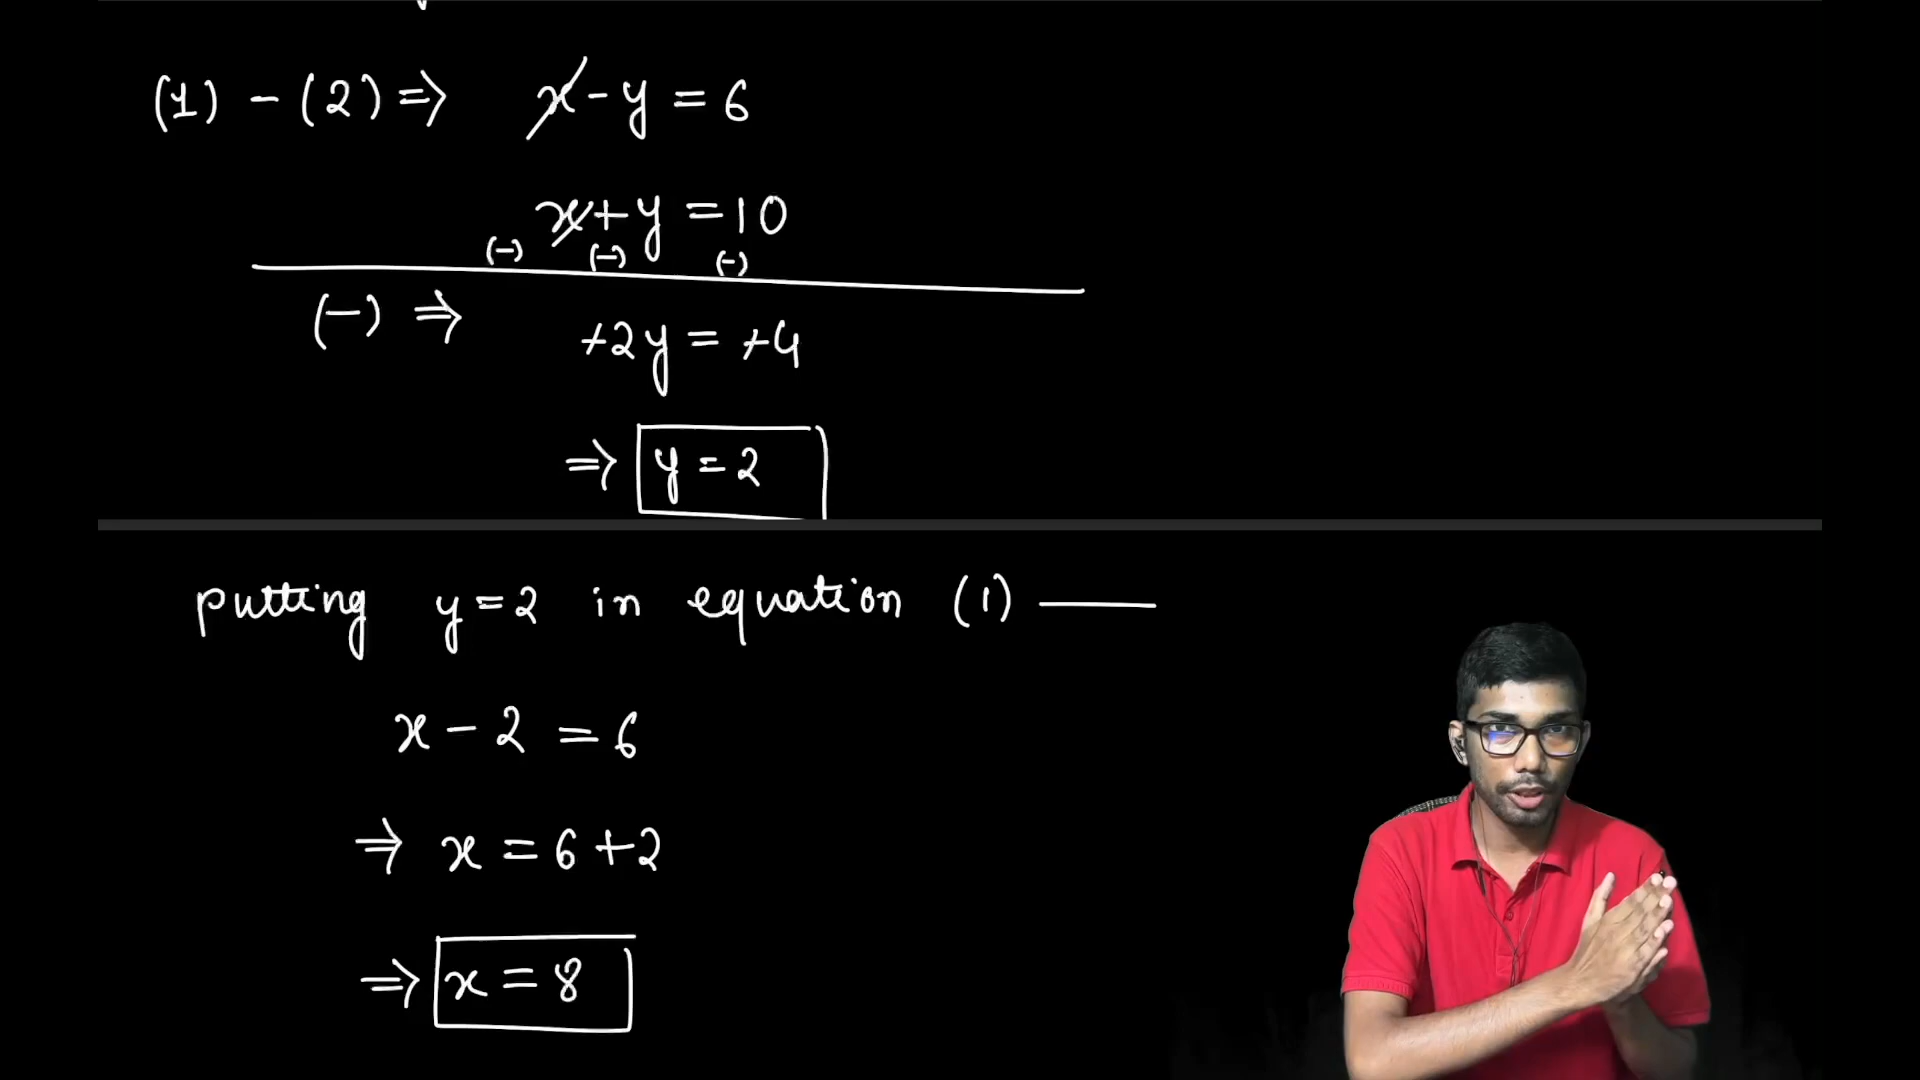 (1) - (2) ⇒ x - y = 6
x + y = 10
(-) (-) (-)
(-) ⇒ +2y = +4
⇒ y = 2
putting y = 2 in equation (1) —
x - 2 = 6
⇒ x = 6 + 2
⇒ x = 8